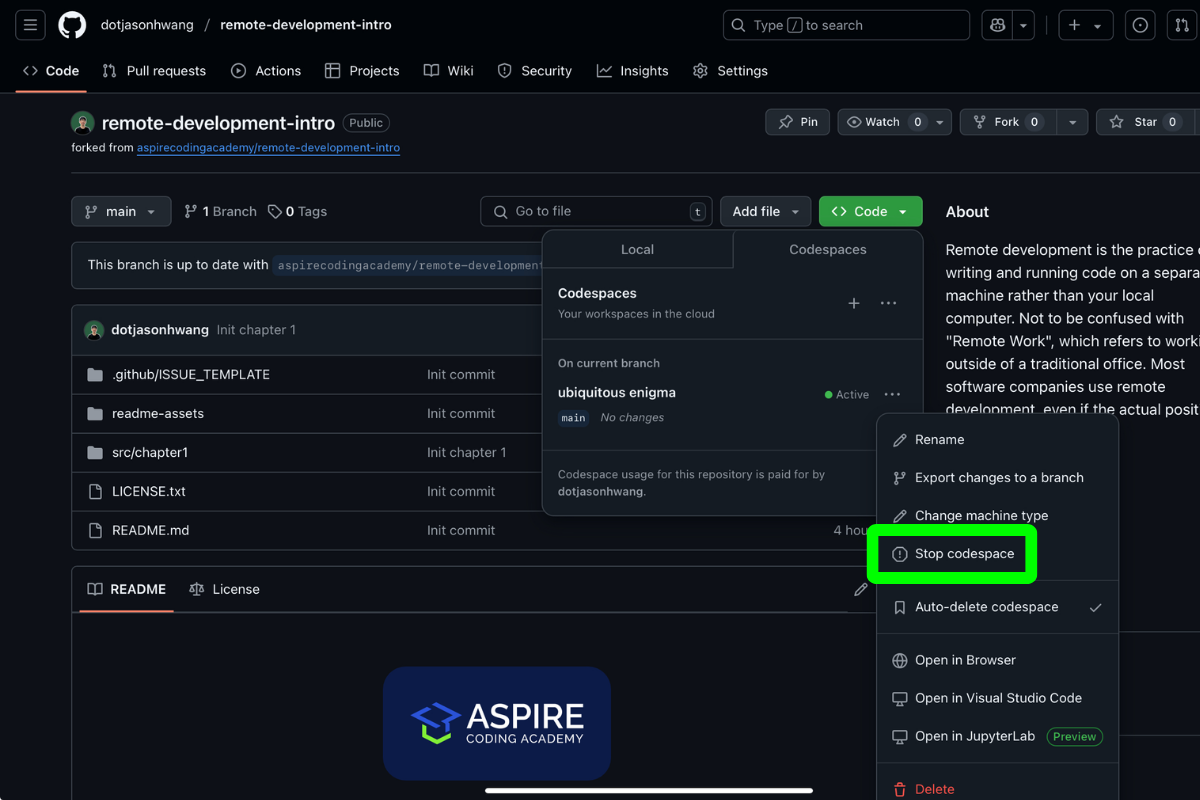 dotjasonhwang / remote-development-intro
Type / to search
Code
Pull requests
Actions
Projects
Wiki
Security
Insights
Settings
remote-development-intro Public
forked from aspirecodingacademy/remote-development-intro
Pin
Watch 0
Fork 0
Star 0
main
1 Branch
0 Tags
Go to file t
Add file
Code
This branch is up to date with aspirecodingacademy/remote-development
dotjasonhwang Init chapter 1
.github/ISSUE_TEMPLATE Init commit
readme-assets Init commit
src/chapter1 Init chapter 1
LICENSE.txt Init commit
README.md Init commit 4 hou
Local
Codespaces
Codespaces
Your workspaces in the cloud
On current branch
ubiquitous enigma
Active
main No changes
Codespace usage for this repository is paid for by
dotjasonhwang.
Rename
Export changes to a branch
Change machine type
Stop codespace
Auto-delete codespace
Open in Browser
Open in Visual Studio Code
Open in JupyterLab Preview
Delete
About
Remote development is the practice
writing and running code on a separa
machine rather than your local
computer. Not to be confused with
"Remote Work", which refers to worki
outside of a traditional office. Most
software companies use remote
development, even if the actual posit
README
License
ASPIRE
CODING ACADEMY